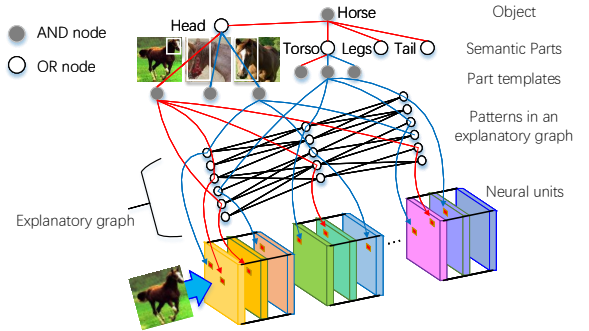 Head
Horse
Object
AND node
OR node
Torso
Legs
Tail
Semantic Parts
Part templates
Patterns in an
explanatory graph
Neural units
Explanatory graph
...